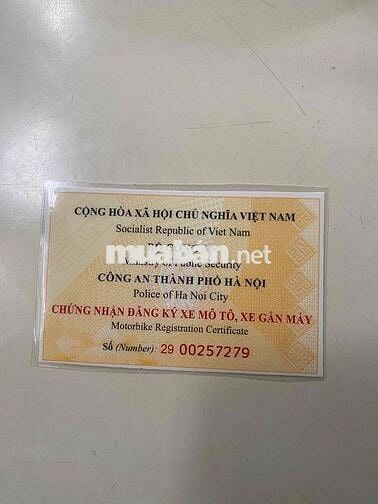 CỘNG HÒA XÃ HỘI CHỦ NGHĨA VIỆT NAM
Socialist Republic of Viet Nam
muaban.net
Ministry of Public Security
CÔNG AN THÀNH PHỐ HÀ NỘI
Police of Ha Noi City
CHỨNG NHẬN ĐĂNG KÝ XE MÔ TÔ, XE GẮN MÁY
Motorbike Registration Certificate
Số (Number): 29 00257279